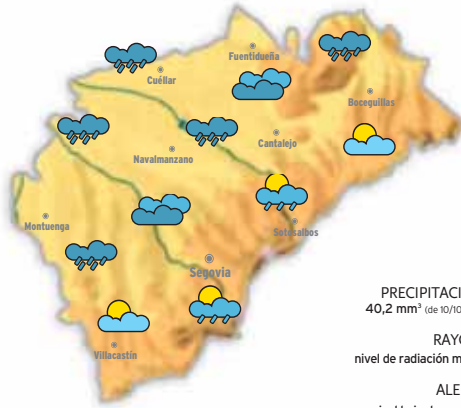 Fuentidueña
Cuéllar
Boceguillas
Cantalejo
Navalmanzano
Montuenga
Sotosalbos
Segovia
Villacastín
PRECIPITACI
40,2 mm³ (de 10/10
RAYO
nivel de radiación m
ALE